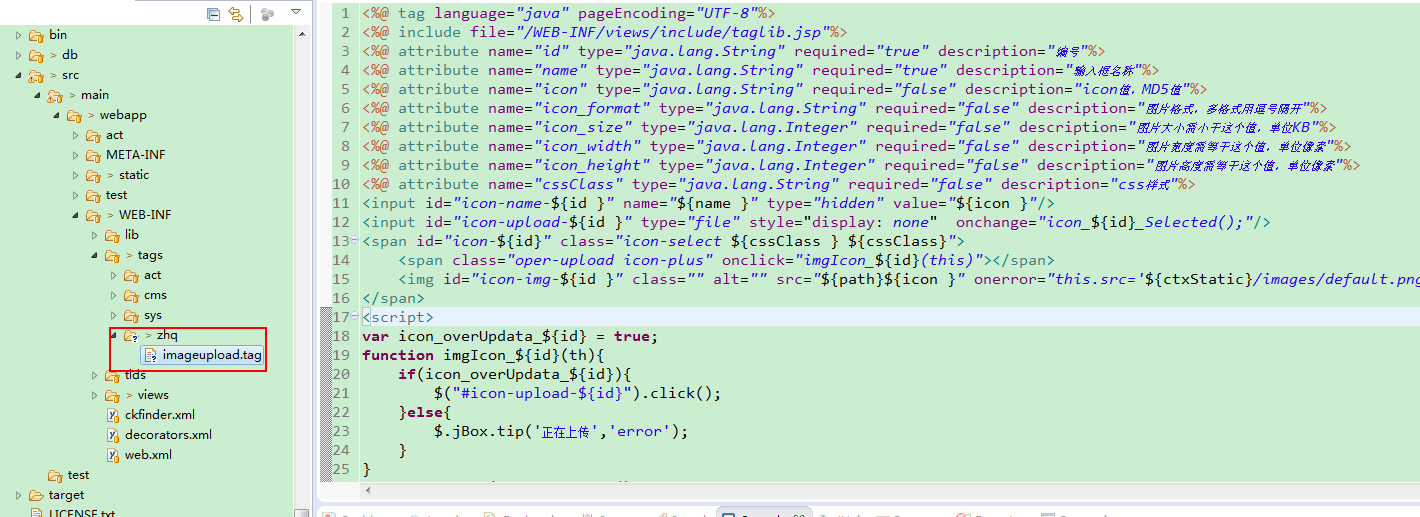 bin
> db
> src
> main
> webapp
> act
META-INF
> static
> test
> WEB-INF
lib
> tags
> act
cms
sys
> zhq
imageupload.tag
tlds
> views
ckfinder.xml
decorators.xml
web.xml
test
target
LICENSE.txt
1 <%@ tag language="java" pageEncoding="UTF-8"%>
2 <%@ include file="/WEB-INF/views/include/taglib.jsp"%>
3 <%@ attribute name="id" type="java.lang.String" required="true" description="编号"%>
4 <%@ attribute name="name" type="java.lang.String" required="true" description="输入框名称"%>
5 <%@ attribute name="icon" type="java.lang.String" required="false" description="icon值，MD5值"%>
6 <%@ attribute name="icon_format" type="java.lang.String" required="false" description="图片格式，多格式用逗号隔开"%>
7 <%@ attribute name="icon_size" type="java.lang.Integer" required="false" description="图片大小需小于这个值，单位KB"%>
8 <%@ attribute name="icon_width" type="java.lang.Integer" required="false" description="图片宽度需等于这个值，单位像素"%>
9 <%@ attribute name="icon_height" type="java.lang.Integer" required="false" description="图片高度需等于这个值，单位像素"%>
10 <%@ attribute name="cssClass" type="java.lang.String" required="false" description="css样式"%>
11 <input id="icon-name-${id }" name="${name }" type="hidden" value="${icon }"/>
12 <input id="icon-upload-${id }" type="file" style="display: none"  onchange="icon_${id}_Selected();"/>
13 <span id="icon-${id}" class="icon-select ${cssClass } ${cssClass}">
14     <span class="oper-upload icon-plus" onclick="imgIcon_${id}(this)"></span>
15     <img id="icon-img-${id }" class="" alt="" src="${path}${icon }" onerror="this.src='${ctxStatic}/images/default.png
16 </span>
17 <script>
18 var icon_overUpdata_${id} = true;
19 function imgIcon_${id}(th){
20     if(icon_overUpdata_${id}){
21         $("#icon-upload-${id}").click();
22     }else{
23         $.jBox.tip('正在上传','error');
24     }
25 }